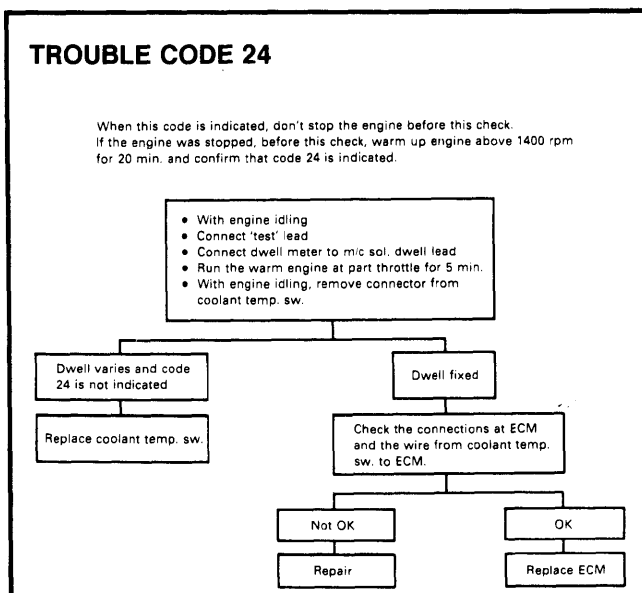 TROUBLE CODE 24
When this code is indicated, don't stop the engine before this check.
If the engine was stopped, before this check, warm up engine above 1400 rpm
for 20 min. and confirm that code 24 is indicated.
• With engine idling
• Connect 'test' lead
• Connect dwell meter to m/c sol. dwell lead
• Run the warm engine at part throttle for 5 min.
• With engine idling, remove connector from
coolant temp. sw.
Dwell varies and code
24 is not indicated
Dwell fixed
Replace coolant temp. sw.
Check the connections at ECM
and the wire from coolant temp.
sw. to ECM.
Not OK
OK
Repair
Replace ECM